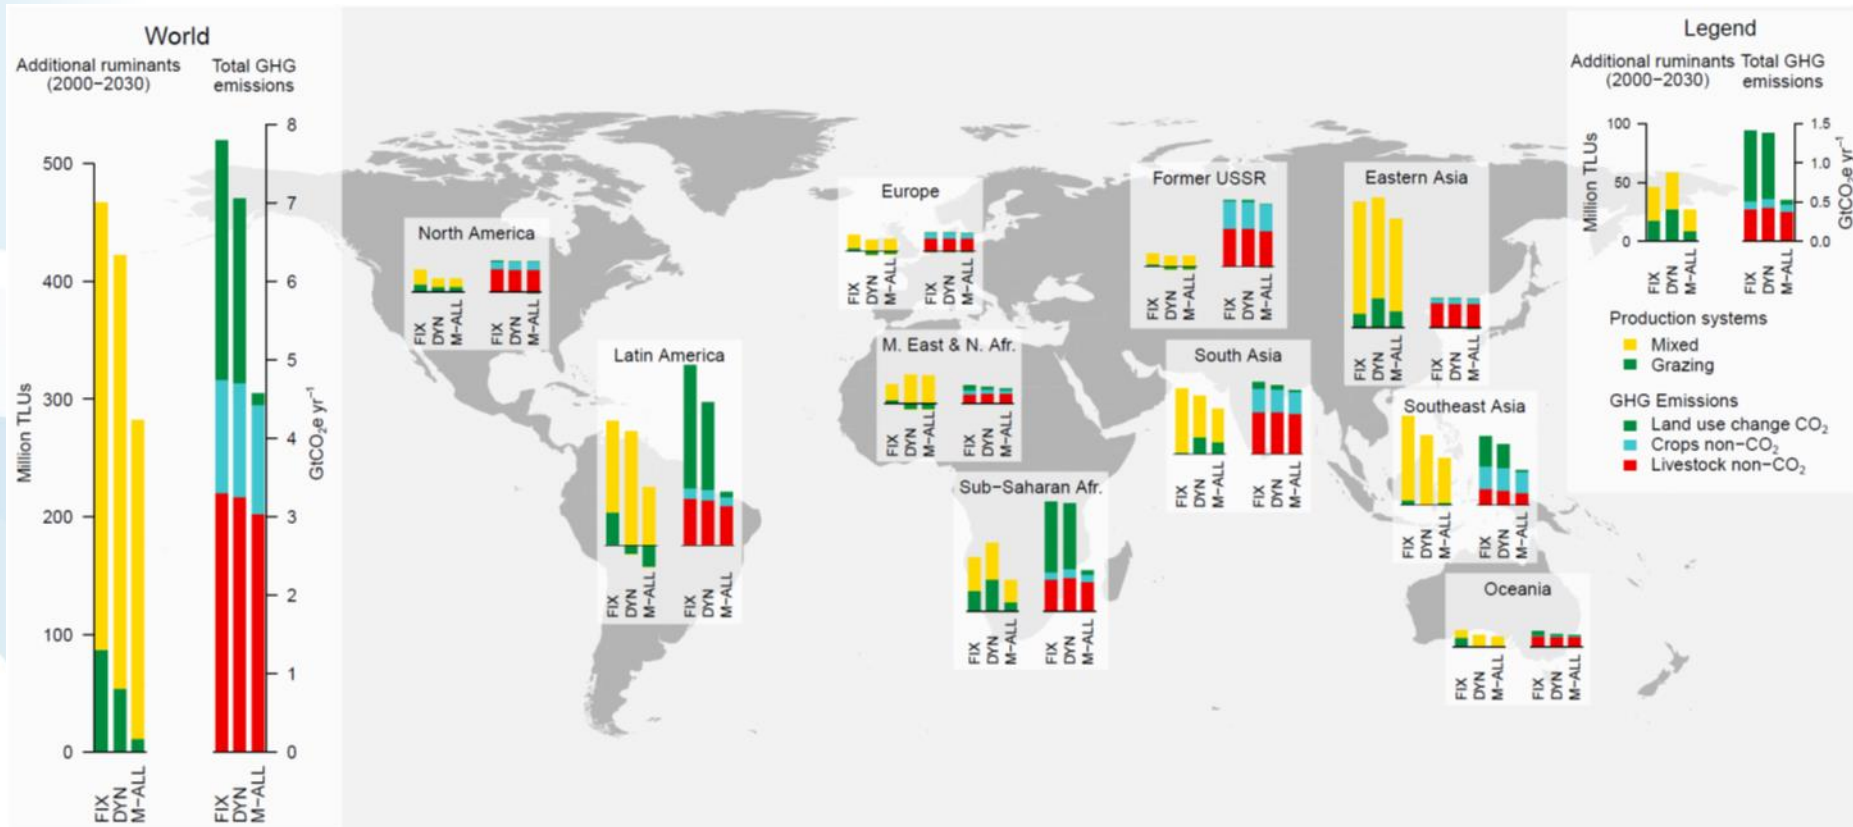 World
Additional ruminants
(2000−2030)
Total GHG
emissions
Million TLUs
500
400
300
200
100
0
8
7
6
5
4
3
2
1
0
GtCO₂e yr⁻¹
FIX
DYN
M−ALL
FIX
DYN
M−ALL
North America
FIX
DYN
M−ALL
FIX
DYN
M−ALL
Latin America
FIX
DYN
M−ALL
FIX
DYN
M−ALL
Europe
FIX
DYN
M−ALL
FIX
DYN
M−ALL
M. East & N. Afr.
FIX
DYN
M−ALL
FIX
DYN
M−ALL
Sub−Saharan Afr.
FIX
DYN
M−ALL
FIX
DYN
M−ALL
Former USSR
FIX
DYN
M−ALL
FIX
DYN
M−ALL
South Asia
FIX
DYN
M−ALL
FIX
DYN
M−ALL
Eastern Asia
FIX
DYN
M−ALL
FIX
DYN
M−ALL
Southeast Asia
FIX
DYN
M−ALL
FIX
DYN
M−ALL
Oceania
FIX
DYN
M−ALL
FIX
DYN
M−ALL
Legend
Additional ruminants
(2000−2030)
Total GHG
emissions
Million TLUs
100
50
0
1.5
1.0
0.5
0.0
GtCO₂e yr⁻¹
FIX
DYN
M−ALL
FIX
DYN
M−ALL
Production systems
Mixed
Grazing
GHG Emissions
Land use change CO₂
Crops non−CO₂
Livestock non−CO₂